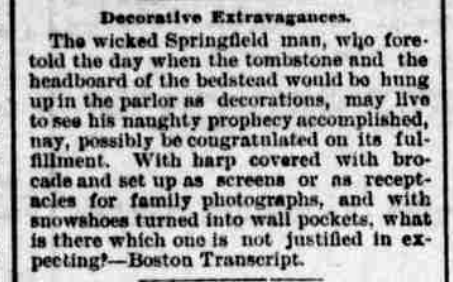 Decorative Extravagances.
The wicked Springfield man, who fore-
told the day when the tombstone and the
headboard of the bedstead would be hung
up in the parlor as decorations, may live
to see his naughty prophecy accomplished,
nay, possibly be congratulated on its ful-
fillment. With harp covered with bro-
cade and set up as screens or as recept-
acles for family photographs, and with
snowshoes turned into wall pockets, what
is there which one is not justified in ex-
pecting?—Boston Transcript.